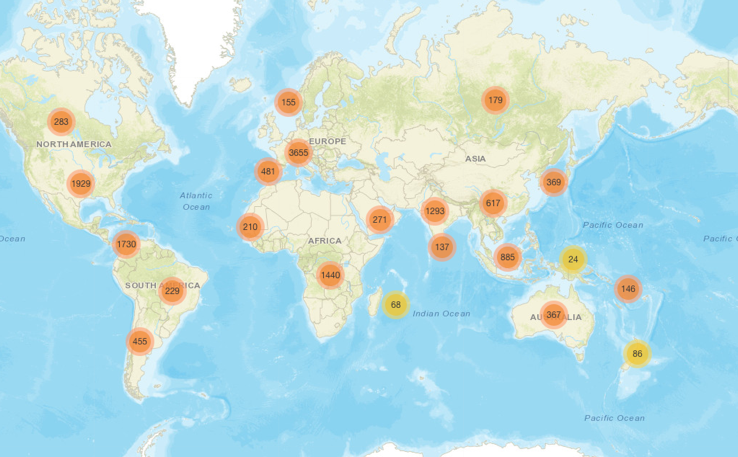 179
155
283
NORTH AMERICA
EUROPE
3655
ASIA
481
369
1929
Atlantic
Ocean
617
1293
271
210
Pacific Ocean
Ocean
AFRICA
Pacific
1730
137
885
24
1440
SOUTH AMERICA
229
146
68
Indian Ocean
367
AU ALIA
455
86
Pacific Ocean